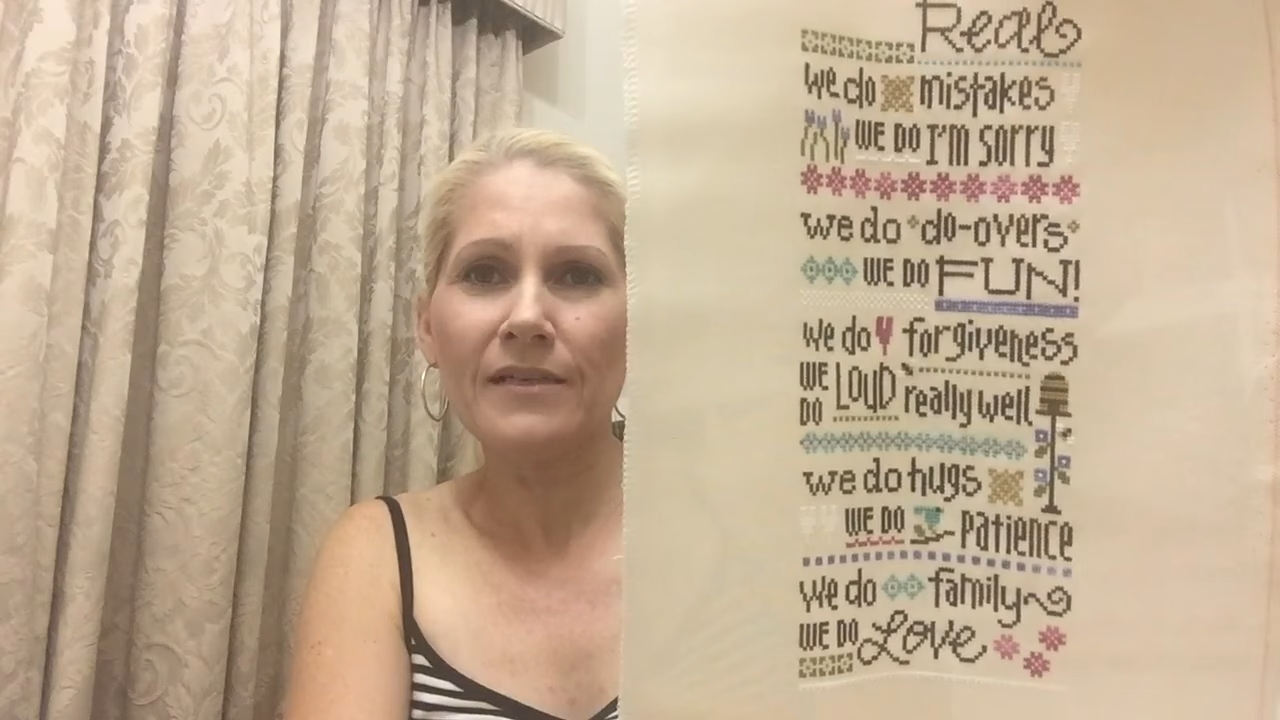 Real
we do mistakes
WE DO I'm sorry
we do do-overs
WE DO FUN!
we do forgiveness
WE DO LOUD really well
we do hugs
WE DO Patience
we do family
WE DO Love